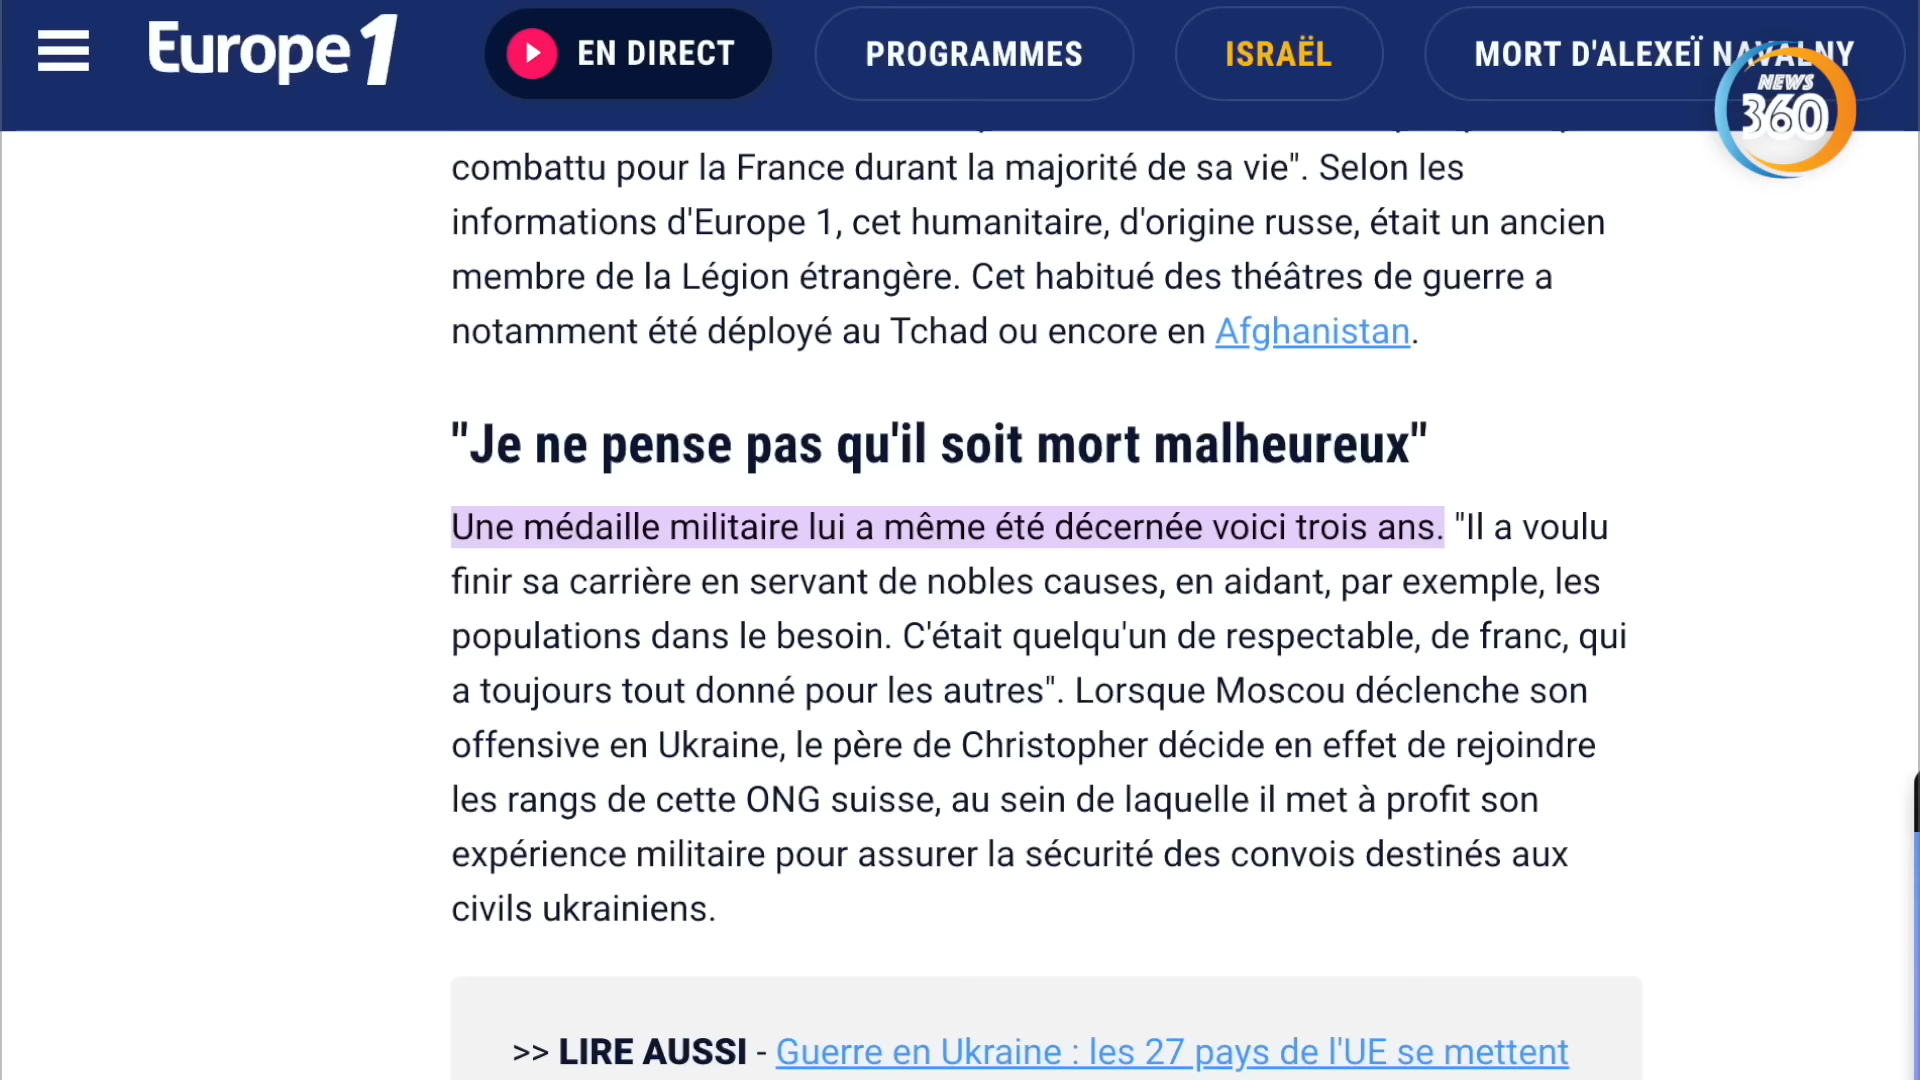 Europe 1
EN DIRECT
PROGRAMMES
ISRAËL
MORT D'ALEXEÏ NAVALNY
NEWS
360
combattu pour la France durant la majorité de sa vie". Selon les
informations d'Europe 1, cet humanitaire, d'origine russe, était un ancien
membre de la Légion étrangère. Cet habitué des théâtres de guerre a
notamment été déployé au Tchad ou encore en Afghanistan.
"Je ne pense pas qu'il soit mort malheureux"
Une médaille militaire lui a même été décernée voici trois ans. "Il a voulu
finir sa carrière en servant de nobles causes, en aidant, par exemple, les
populations dans le besoin. C'était quelqu'un de respectable, de franc, qui
a toujours tout donné pour les autres". Lorsque Moscou déclenche son
offensive en Ukraine, le père de Christopher décide en effet de rejoindre
les rangs de cette ONG suisse, au sein de laquelle il met à profit son
expérience militaire pour assurer la sécurité des convois destinés aux
civils ukrainiens.
>> LIRE AUSSI - Guerre en Ukraine : les 27 pays de l'UE se mettent